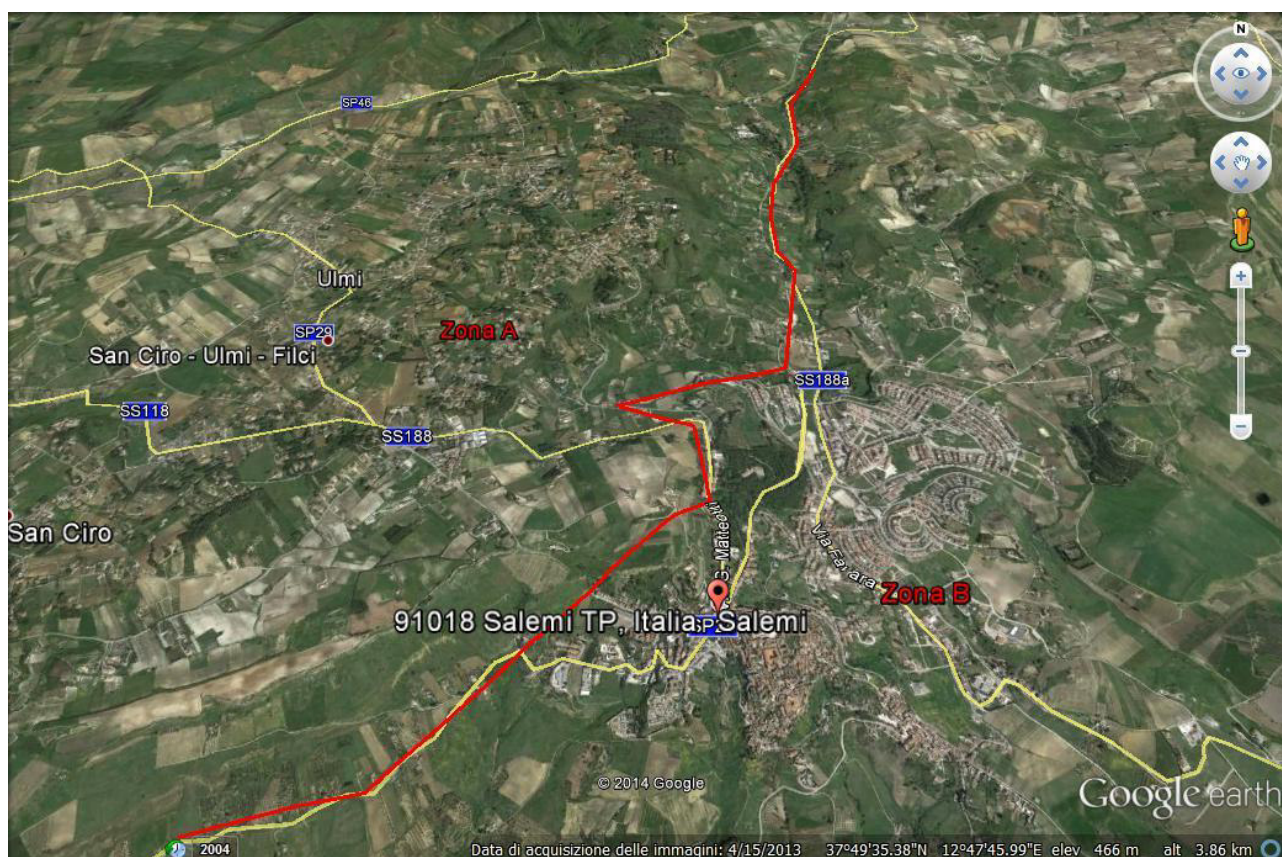 N
SP46
Ulmi
SP29
Zona A
San Ciro - Ulmi - Filci
SS188a
SS118
SS188
San Ciro
Via Favara
Zona B
91018 Salemi TP, Italia, Salemi
© 2014 Google
Google earth
2004
Data di acquisizione delle immagini: 4/15/2013 37°49'35.38"N 12°47'45.99"E elev 466 m alt 3.86 km